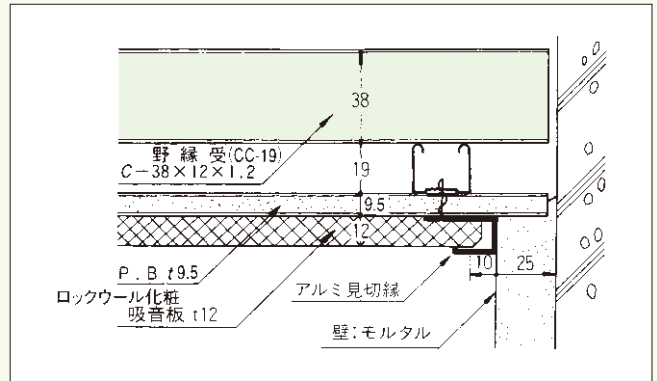 38
野縁受(CC-19)
C-38×12×1.2
19
9.5
12
P.B t9.5
10
25
ロックウール化粧
吸音板 t12
アルミ見切縁
壁:モルタル